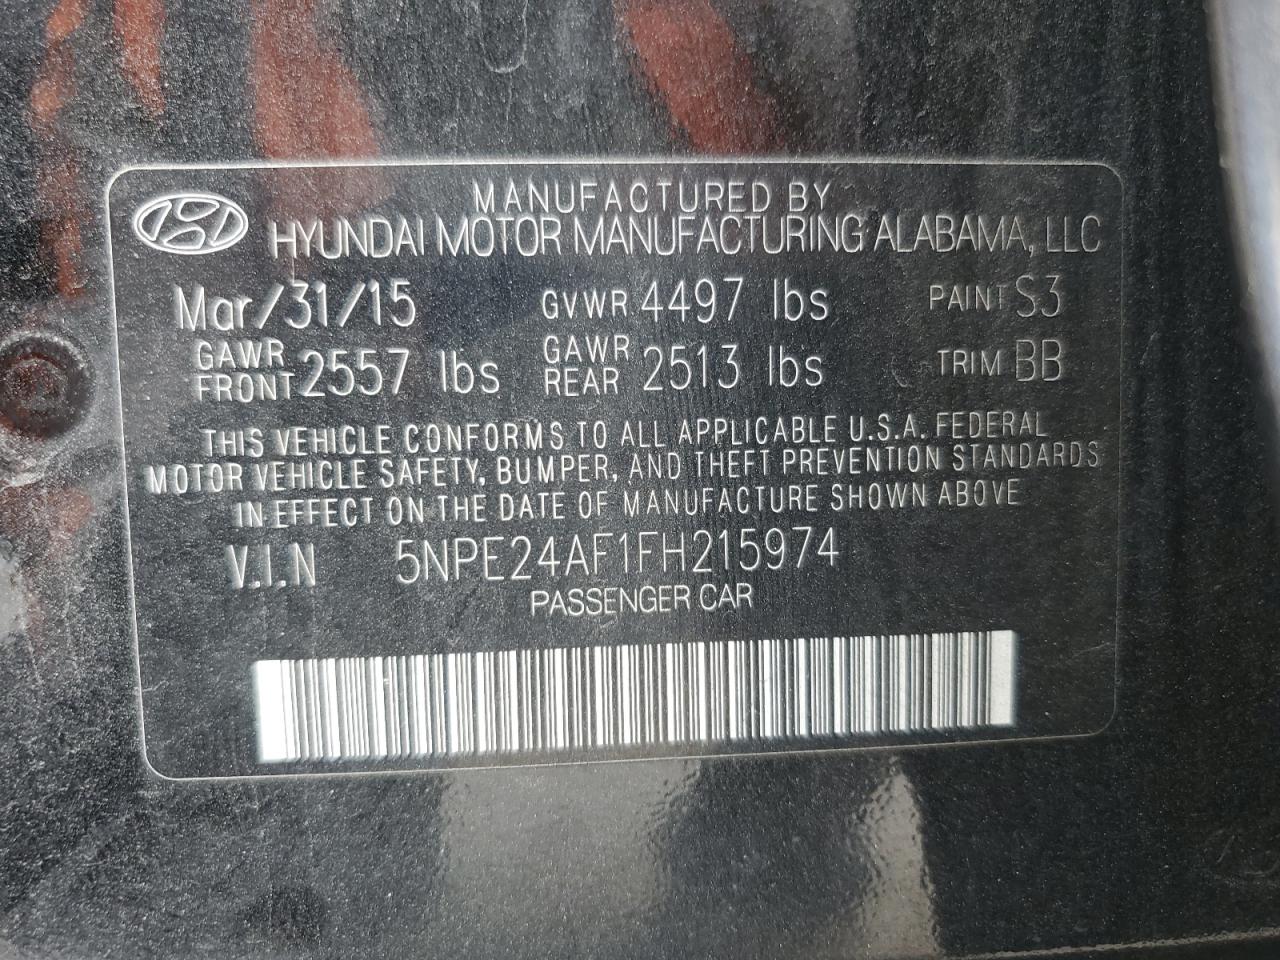 MANUFACTURED BY
HYUNDAI MOTOR MANUFACTURING ALABAMA, LLC
Mar/31/15 GVWR 4497 lbs PAINT S3
GAWR FRONT 2557 lbs GAWR REAR 2513 lbs TRIM BB
THIS VEHICLE CONFORMS TO ALL APPLICABLE U.S.A. FEDERAL
MOTOR VEHICLE SAFETY, BUMPER, AND THEFT PREVENTION STANDARDS
IN EFFECT ON THE DATE OF MANUFACTURE SHOWN ABOVE
V.I.N 5NPE24AF1FH215974
PASSENGER CAR